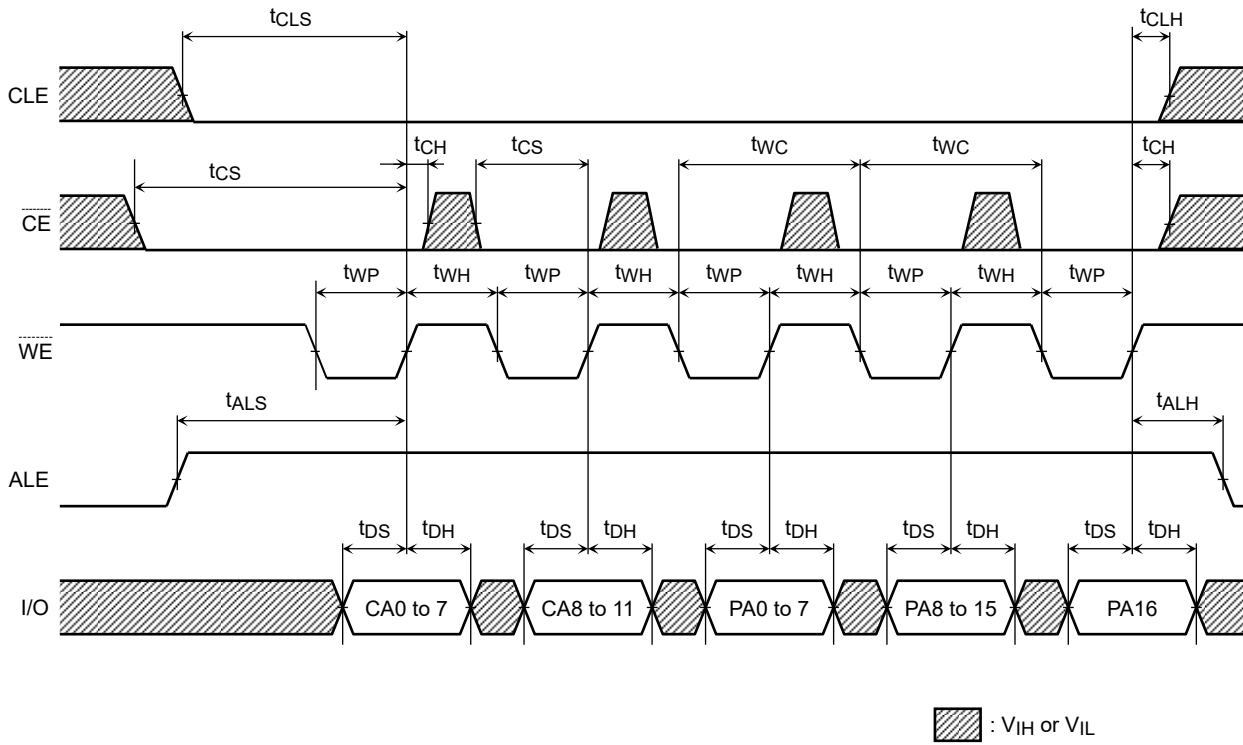 tCLS tCLH
CLE
tCH tCS tWC tWC tCH
tCS
CE
tWP tWH tWP tWH tWP tWH tWP tWH tWP
WE
tALS tALH
ALE
tDS tDH tDS tDH tDS tDH tDS tDH tDS tDH
I/O CA0 to 7 CA8 to 11 PA0 to 7 PA8 to 15 PA16
: VIH or VIL